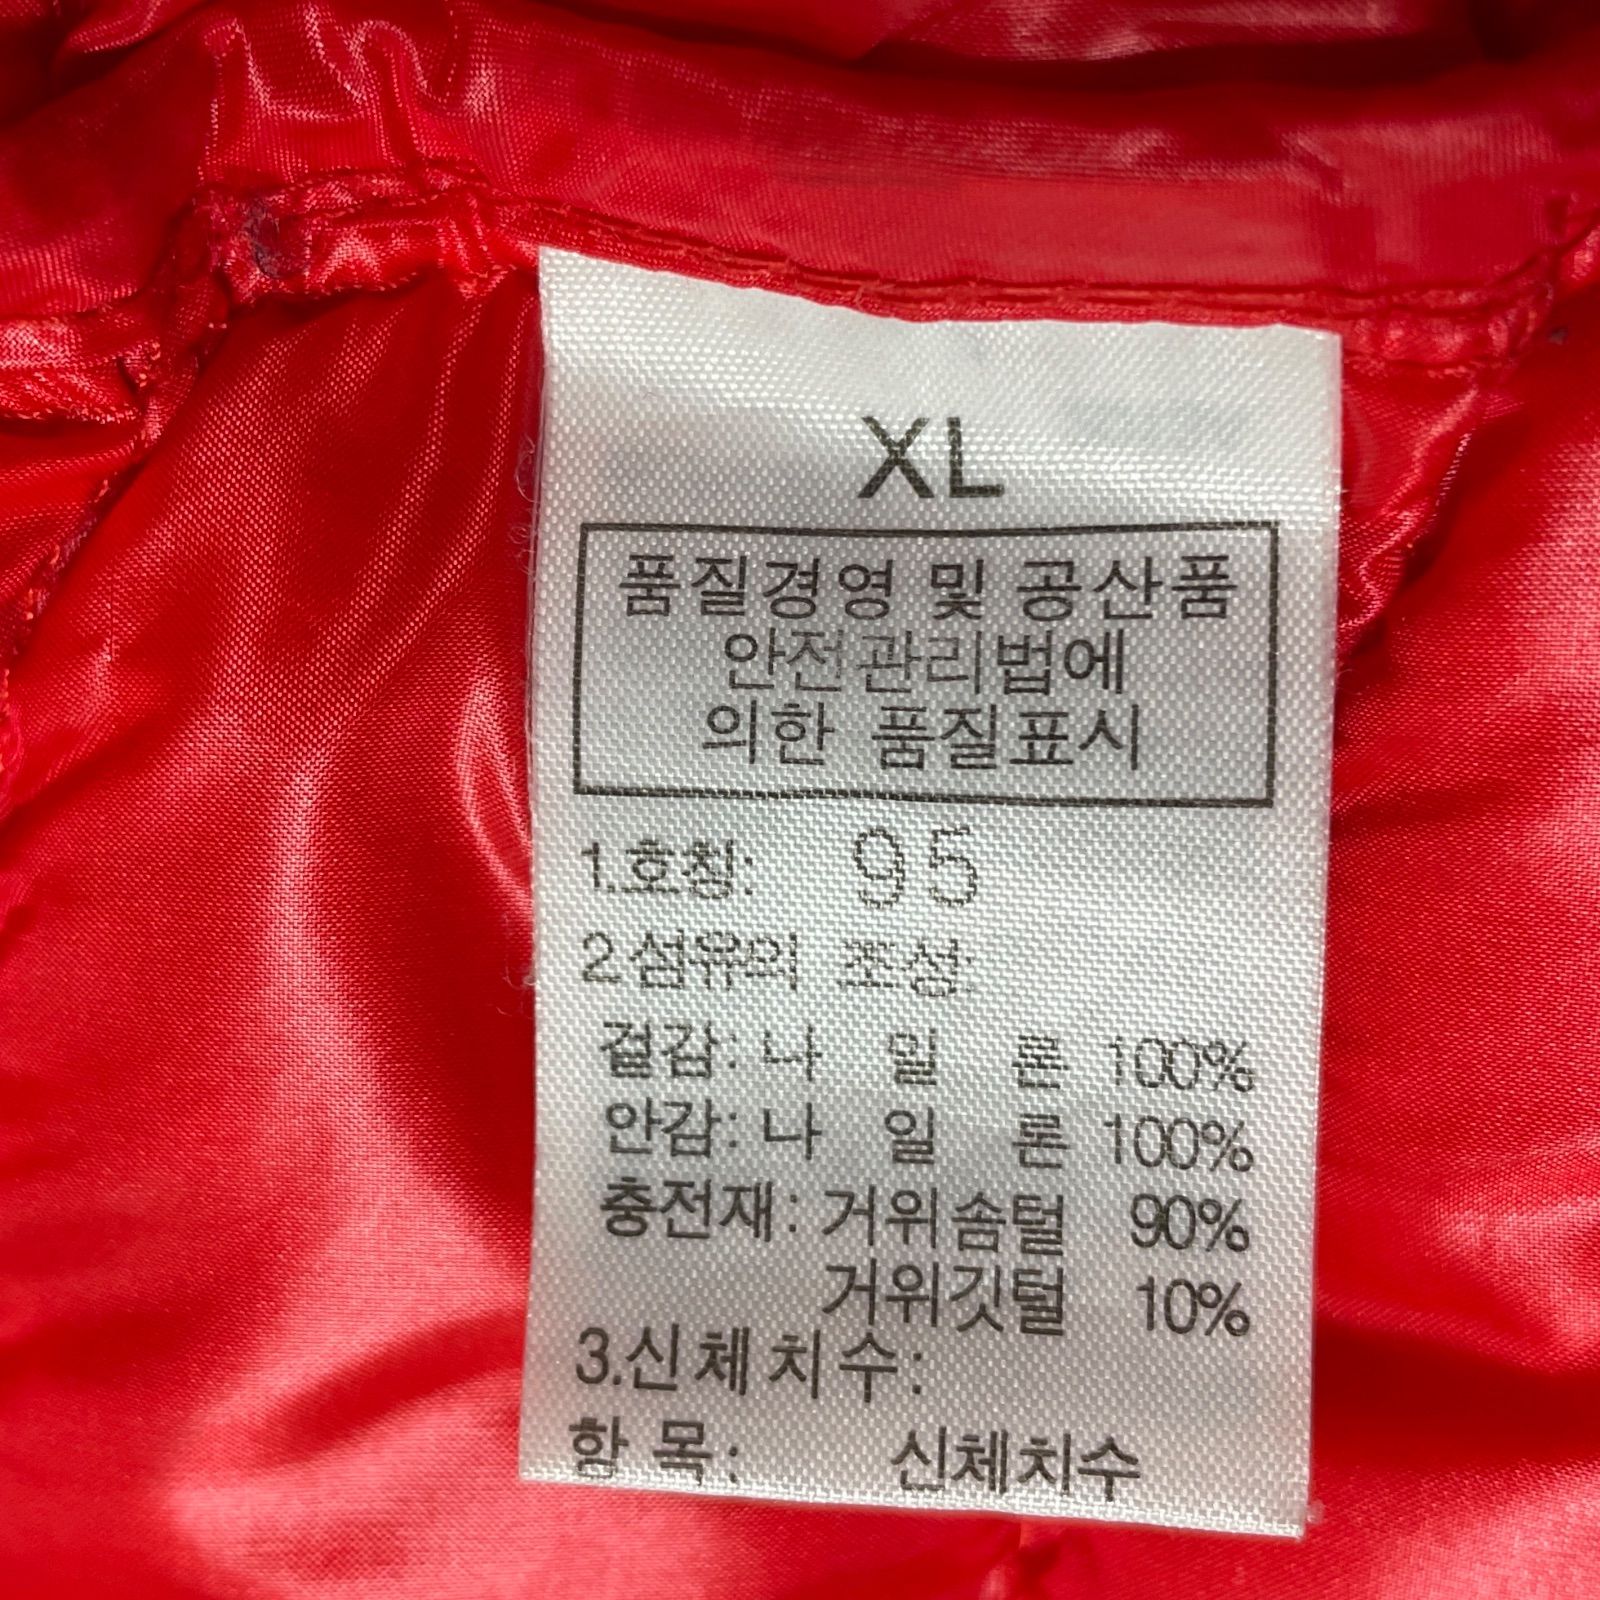 XL
품질경영 및 공산품
안전관리법에
의한 품질표시
1.호칭: 95
2.섬유의 조성:
겉감: 나 일 론 100%
안감: 나 일 론 100%
충전재: 거위솜털 90%
거위깃털 10%
3.신체치수:
항 목: 신체치수